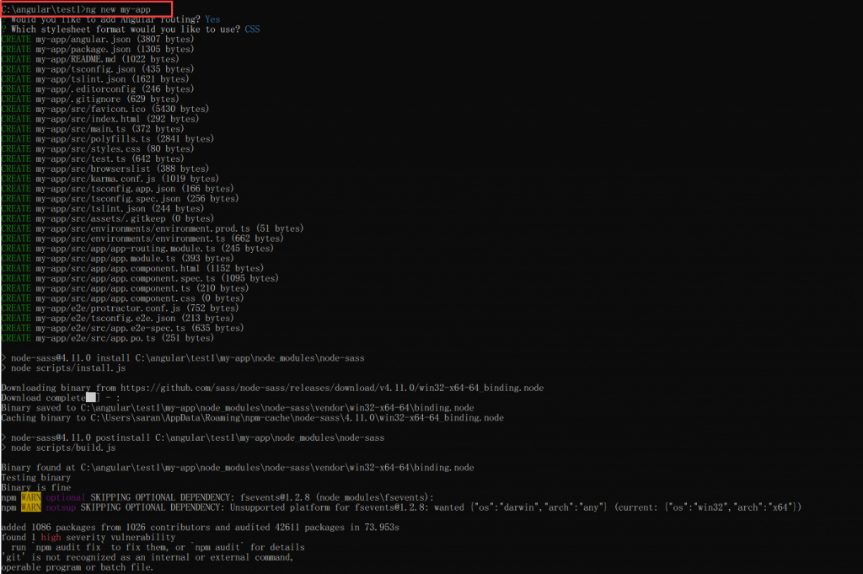 C:\angular\test1>ng new my-app
? Would you like to add Angular routing? Yes
? Which stylesheet format would you like to use? CSS
CREATE my-app/angular.json (3807 bytes)
CREATE my-app/package.json (1305 bytes)
CREATE my-app/README.md (1022 bytes)
CREATE my-app/tsconfig.json (435 bytes)
CREATE my-app/tslint.json (1621 bytes)
CREATE my-app/.editorconfig (246 bytes)
CREATE my-app/.gitignore (629 bytes)
CREATE my-app/src/favicon.ico (5430 bytes)
CREATE my-app/src/index.html (292 bytes)
CREATE my-app/src/main.ts (372 bytes)
CREATE my-app/src/polyfills.ts (2841 bytes)
CREATE my-app/src/styles.css (80 bytes)
CREATE my-app/src/test.ts (642 bytes)
CREATE my-app/src/browserslist (388 bytes)
CREATE my-app/src/karma.conf.js (1019 bytes)
CREATE my-app/src/tsconfig.app.json (166 bytes)
CREATE my-app/src/tsconfig.spec.json (256 bytes)
CREATE my-app/src/tslint.json (244 bytes)
CREATE my-app/src/assets/.gitkeep (0 bytes)
CREATE my-app/src/environments/environment.prod.ts (51 bytes)
CREATE my-app/src/environments/environment.ts (662 bytes)
CREATE my-app/src/app/app-routing.module.ts (245 bytes)
CREATE my-app/src/app/app.module.ts (393 bytes)
CREATE my-app/src/app/app.component.html (1152 bytes)
CREATE my-app/src/app/app.component.spec.ts (1095 bytes)
CREATE my-app/src/app/app.component.ts (210 bytes)
CREATE my-app/src/app/app.component.css (0 bytes)
CREATE my-app/e2e/protractor.conf.js (752 bytes)
CREATE my-app/e2e/tsconfig.e2e.json (213 bytes)
CREATE my-app/e2e/src/app.e2e-spec.ts (635 bytes)
CREATE my-app/e2e/src/app.po.ts (251 bytes)
> node-sass@4.11.0 install C:\angular\test1\my-app\node_modules\node-sass
> node scripts/install.js
Downloading binary from https://github.com/sass/node-sass/releases/download/v4.11.0/win32-x64-64_binding.node
Download complete] - :
Binary saved to C:\angular\test1\my-app\node_modules\node-sass\vendor\win32-x64-64\binding.node
Caching binary to C:\Users\saran\AppData\Roaming\npm-cache\node-sass\4.11.0\win32-x64-64_binding.node
> node-sass@4.11.0 postinstall C:\angular\test1\my-app\node_modules\node-sass
> node scripts/build.js
Binary found at C:\angular\test1\my-app\node_modules\node-sass\vendor\win32-x64-64\binding.node
Testing binary
Binary is fine
npm WARN optional SKIPPING OPTIONAL DEPENDENCY: fsevents@1.2.8 (node_modules\fsevents):
npm WARN notsup SKIPPING OPTIONAL DEPENDENCY: Unsupported platform for fsevents@1.2.8: wanted {"os":"darwin","arch":"any"} (current: {"os":"win32","arch":"x64"})
added 1086 packages from 1026 contributors and audited 42611 packages in 73.953s
found 1 high severity vulnerability
run `npm audit fix` to fix them, or `npm audit` for details
'git' is not recognized as an internal or external command,
operable program or batch file.